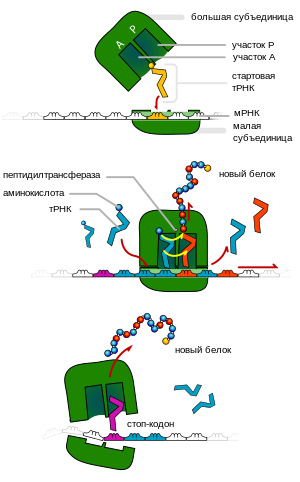 большая субъединица
A P
участок P
участок A
стартовая
тРНК
мРНК
малая
субъединица
пептидилтрансфераза
новый белок
аминокислота
тРНК
новый белок
стоп-кодон